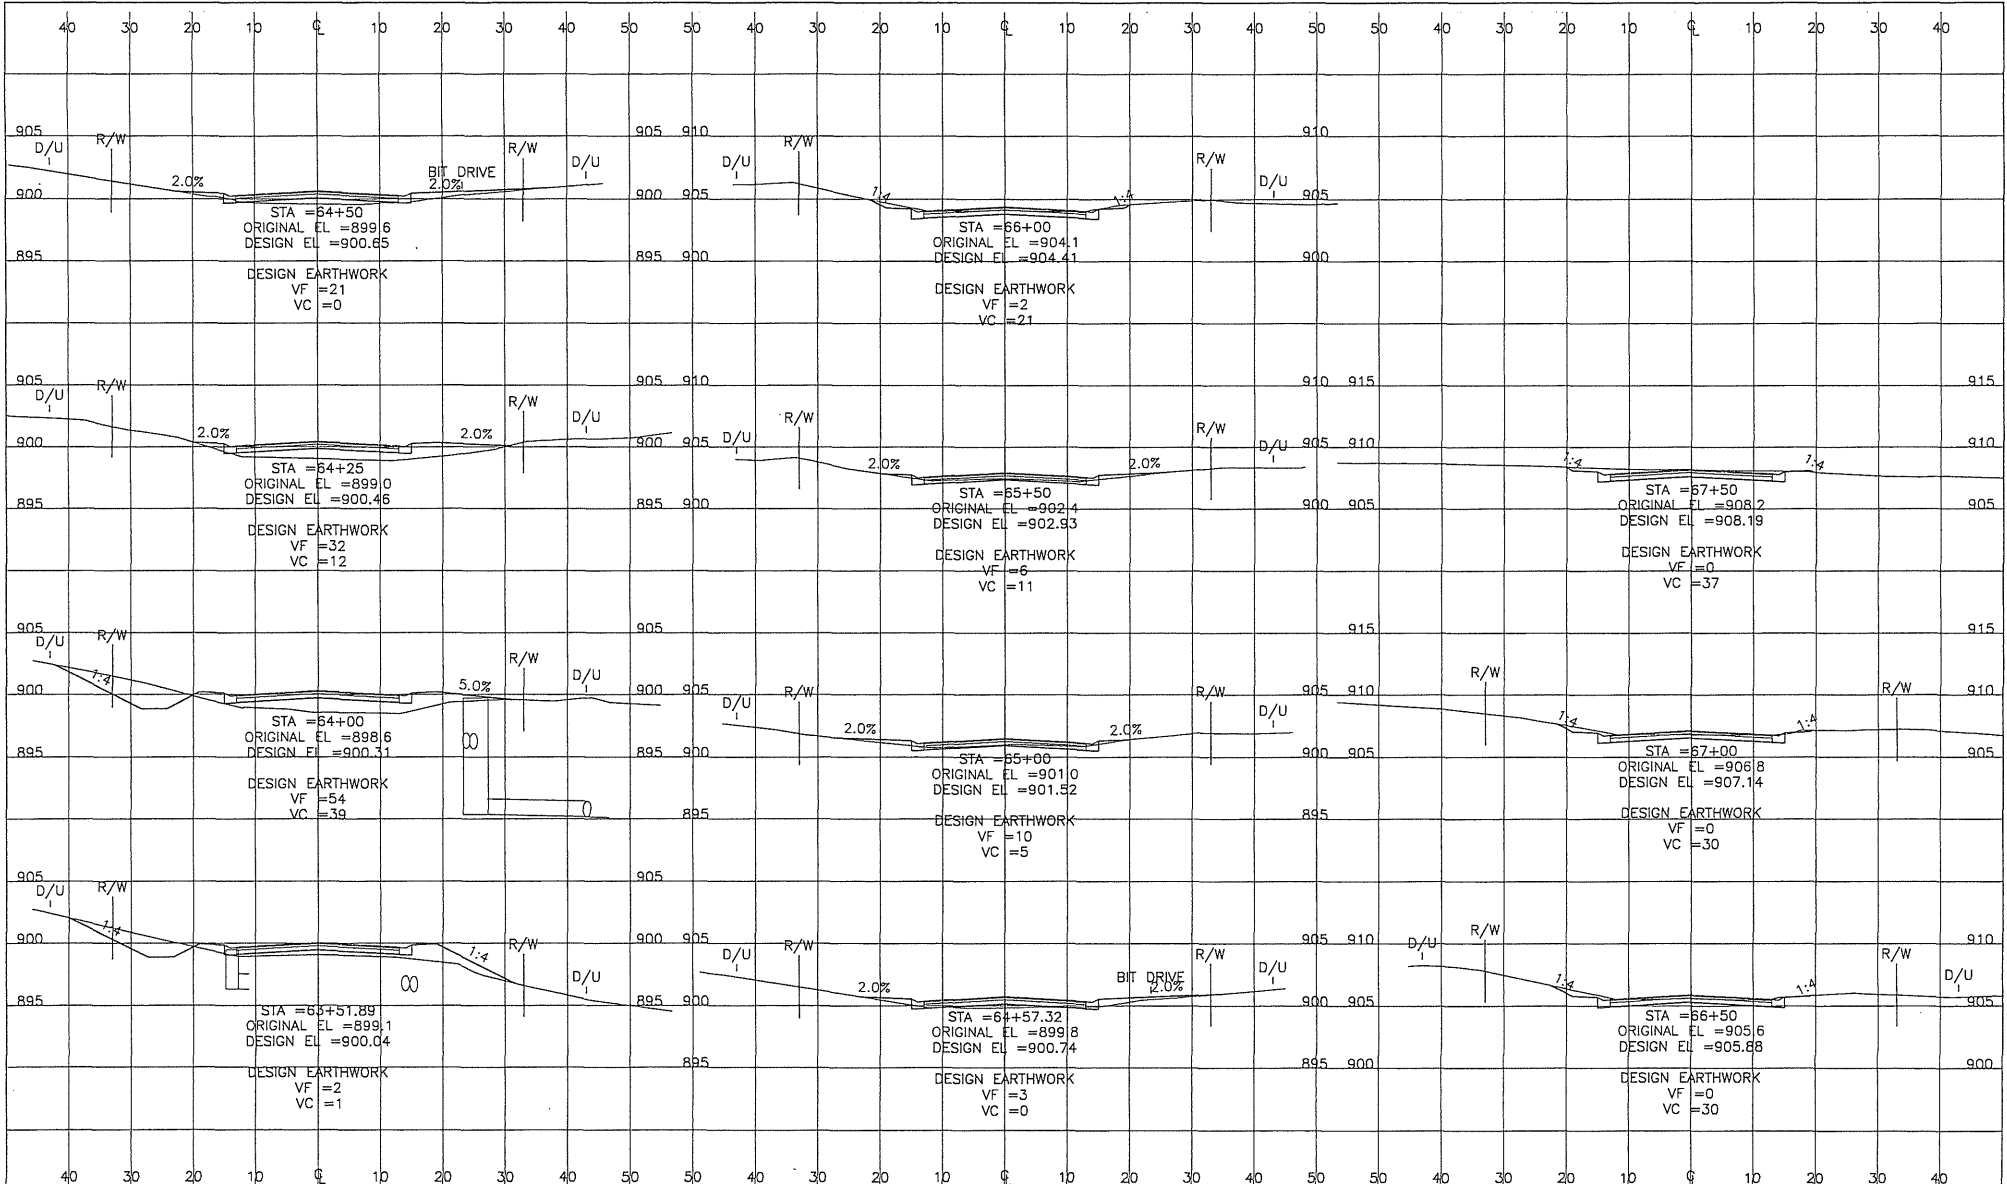 40 30 20 10 ℄ 10 20 30 40 50 40 30 20 10 ℄ 10 20 30 40 50 50 40 30 20 10 ℄ 10 20 30 40
905 R/W D/U 2.0% 900 BIT DRIVE 2.0% R/W D/U 905
STA =64+50
ORIGINAL EL =899.6
DESIGN EL =900.65
895 895
DESIGN EARTHWORK
VF =21
VC =0
910 R/W D/U 905 1:4 1:4 R/W D/U 910 905
STA =66+00
ORIGINAL EL =904.1
DESIGN EL =904.41
900 900
DESIGN EARTHWORK
VF =2
VC =21
905 R/W D/U 900 2.0% 2.0% R/W D/U 905 900
STA =64+25
ORIGINAL EL =899.0
DESIGN EL =900.46
895 895
DESIGN EARTHWORK
VF =32
VC =12
910 R/W D/U 905 2.0% 2.0% R/W D/U 910 905
STA =65+50
ORIGINAL EL =902.4
DESIGN EL =902.93
900 900
DESIGN EARTHWORK
VF =6
VC =11
915 915
910 1:4 1:4 910
STA =67+50
ORIGINAL EL =908.2
DESIGN EL =908.19
905 905
DESIGN EARTHWORK
VF =0
VC =37
905 R/W D/U 900 1:4 5.0% R/W D/U 905 900
STA =64+00
ORIGINAL EL =898.6
DESIGN EL =900.31
895 895
DESIGN EARTHWORK
VF =54
VC =39
905 R/W D/U 900 2.0% 2.0% R/W D/U 905 900
STA =65+00
ORIGINAL EL =901.0
DESIGN EL =901.52
895 895
DESIGN EARTHWORK
VF =10
VC =5
915 915
910 R/W 1:4 1:4 R/W 910
STA =67+00
ORIGINAL EL =906.8
DESIGN EL =907.14
905 905
DESIGN EARTHWORK
VF =0
VC =30
905 R/W D/U 900 1:4 1:4 R/W D/U 905 900
895 895
STA =63+51.89
ORIGINAL EL =899.1
DESIGN EL =900.04
DESIGN EARTHWORK
VF =2
VC =1
905 R/W D/U 900 2.0% BIT DRIVE 2.0% R/W D/U 905 900
STA =64+57.32
ORIGINAL EL =899.8
DESIGN EL =900.74
895 895
DESIGN EARTHWORK
VF =3
VC =0
910 R/W D/U 905 1:4 1:4 R/W D/U 910 905
STA =66+50
ORIGINAL EL =905.6
DESIGN EL =905.88
900 900
DESIGN EARTHWORK
VF =0
VC =30
40 30 20 10 ℄ 10 20 30 40 50 40 30 20 10 ℄ 10 20 30 40 50 50 40 30 20 10 ℄ 10 20 30 40